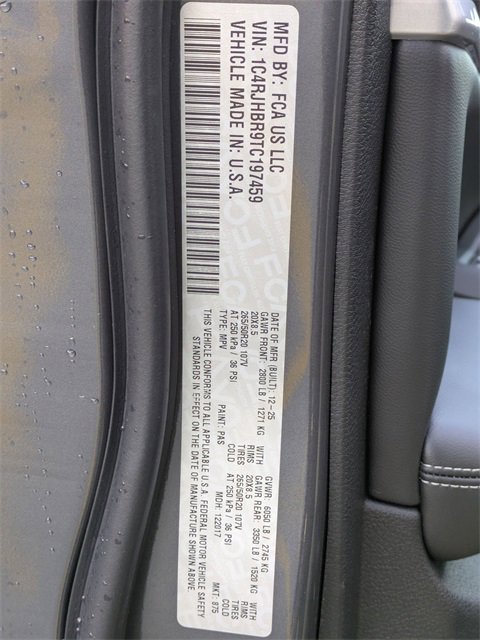 MFD BY: FCA US LLC
VIN: 1C4RJHBR9TC197459
VEHICLE MADE IN: U.S.A.
DATE OF MFR (BUILT): 12-25 GVWR: 6050 LB / 2745 KG
GAWR FRONT: 2800 LB / 1271 KG WITH GAWR REAR: 3350 LB / 1520 KG WITH
20X8.5 RIMS 20X8.5 RIMS
265/50R20 107V TIRES 265/50R20 107V TIRES
AT 250 kPa / 36 PSI COLD AT 250 kPa / 36 PSI COLD
TYPE: MPV PAINT: PAS MDH: 122017 MKT: 875
THIS VEHICLE CONFORMS TO ALL APPLICABLE U.S.A. FEDERAL MOTOR VEHICLE SAFETY
STANDARDS IN EFFECT ON THE DATE OF MANUFACTURE SHOWN ABOVE.